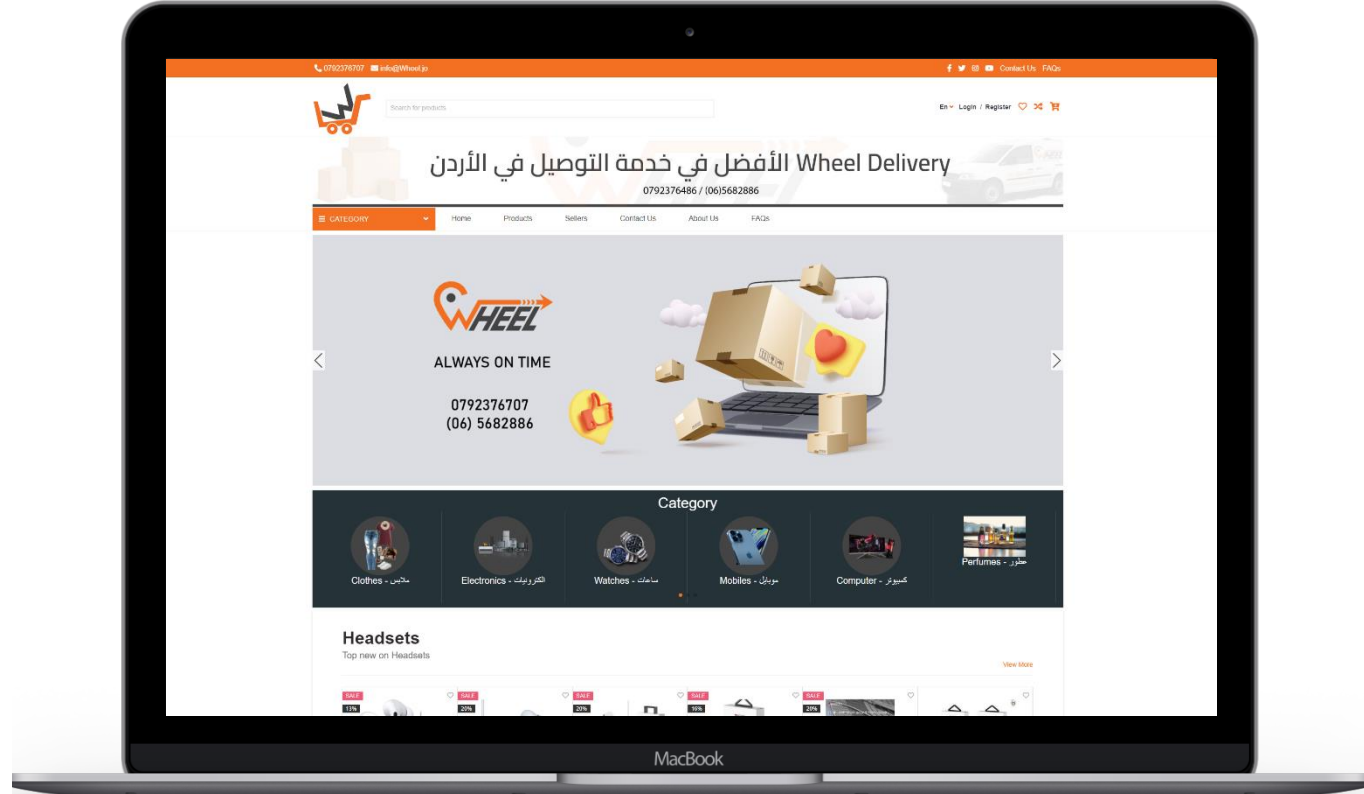 0792376707 info@Wheel.jo Contact Us FAQs
Search for products En Login / Register
Wheel Delivery الأفضل في خدمة التوصيل في الأردن
0792376486 / (06)5682886
CATEGORY Home Products Sellers Contact Us About Us FAQs
WHEEL
ALWAYS ON TIME
0792376707
(06) 5682886
Category
Clothes - ملابس Electronics - الكترونيات Watches - ساعات Mobiles - موبايل Computer - كمبيوتر Perfumes - عطور
Headsets
Top new on Headsets
View More
SALE SALE SALE SALE SALE
13% 20% 20% 16% 20%
MacBook